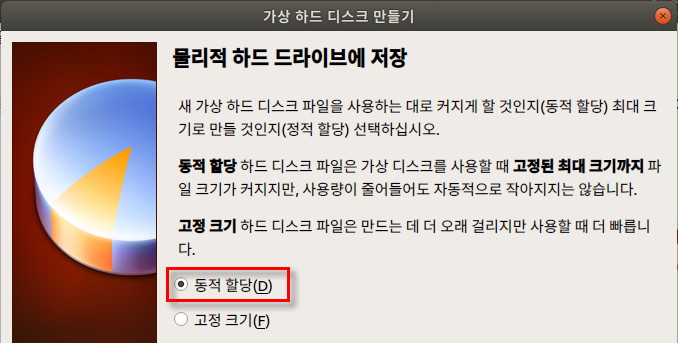 가상 하드 디스크 만들기
물리적 하드 드라이브에 저장
새 가상 하드 디스크 파일을 사용하는 대로 커지게 할 것인지(동적 할당) 최대 크
기로 만들 것인지(정적 할당) 선택하십시오.
동적 할당 하드 디스크 파일은 가상 디스크를 사용할 때 고정된 최대 크기까지 파
일 크기가 커지지만, 사용량이 줄어들어도 자동적으로 작아지지는 않습니다.
고정 크기 하드 디스크 파일은 만드는 데 더 오래 걸리지만 사용할 때 더 빠릅니
다.
동적 할당(D)
고정 크기(F)